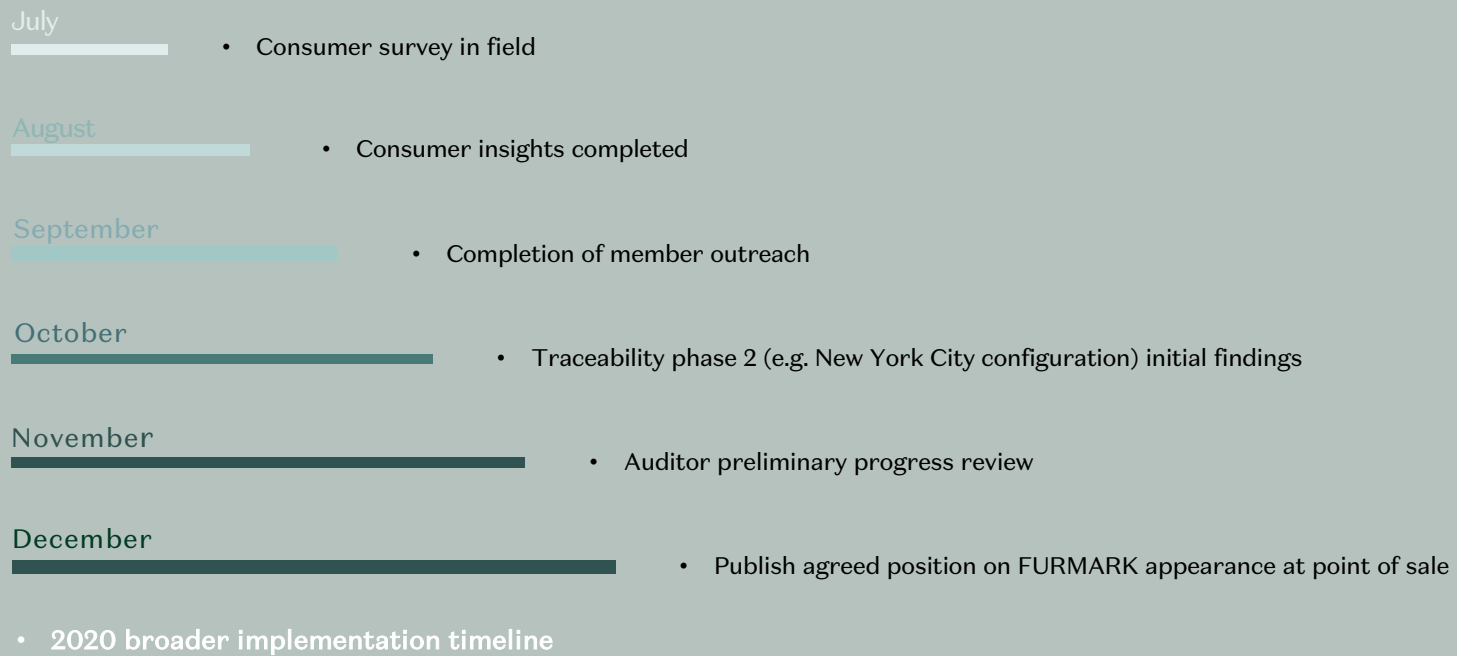 July
• Consumer survey in field
August
• Consumer insights completed
September
• Completion of member outreach
October
• Traceability phase 2 (e.g. New York City configuration) initial findings
November
• Auditor preliminary progress review
December
• Publish agreed position on FURMARK appearance at point of sale
• 2020 broader implementation timeline